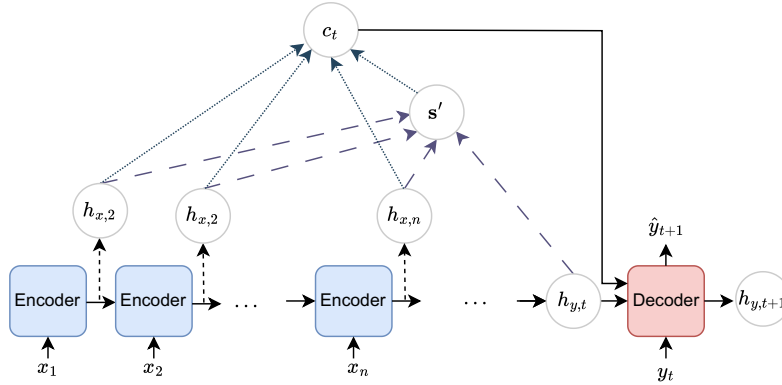 c_t
s′
h_{x,2} h_{x,2} h_{x,n}
ŷ_{t+1}
Encoder Encoder ... Encoder ... h_{y,t} Decoder h_{y,t+1}
x_1 x_2 x_n y_t